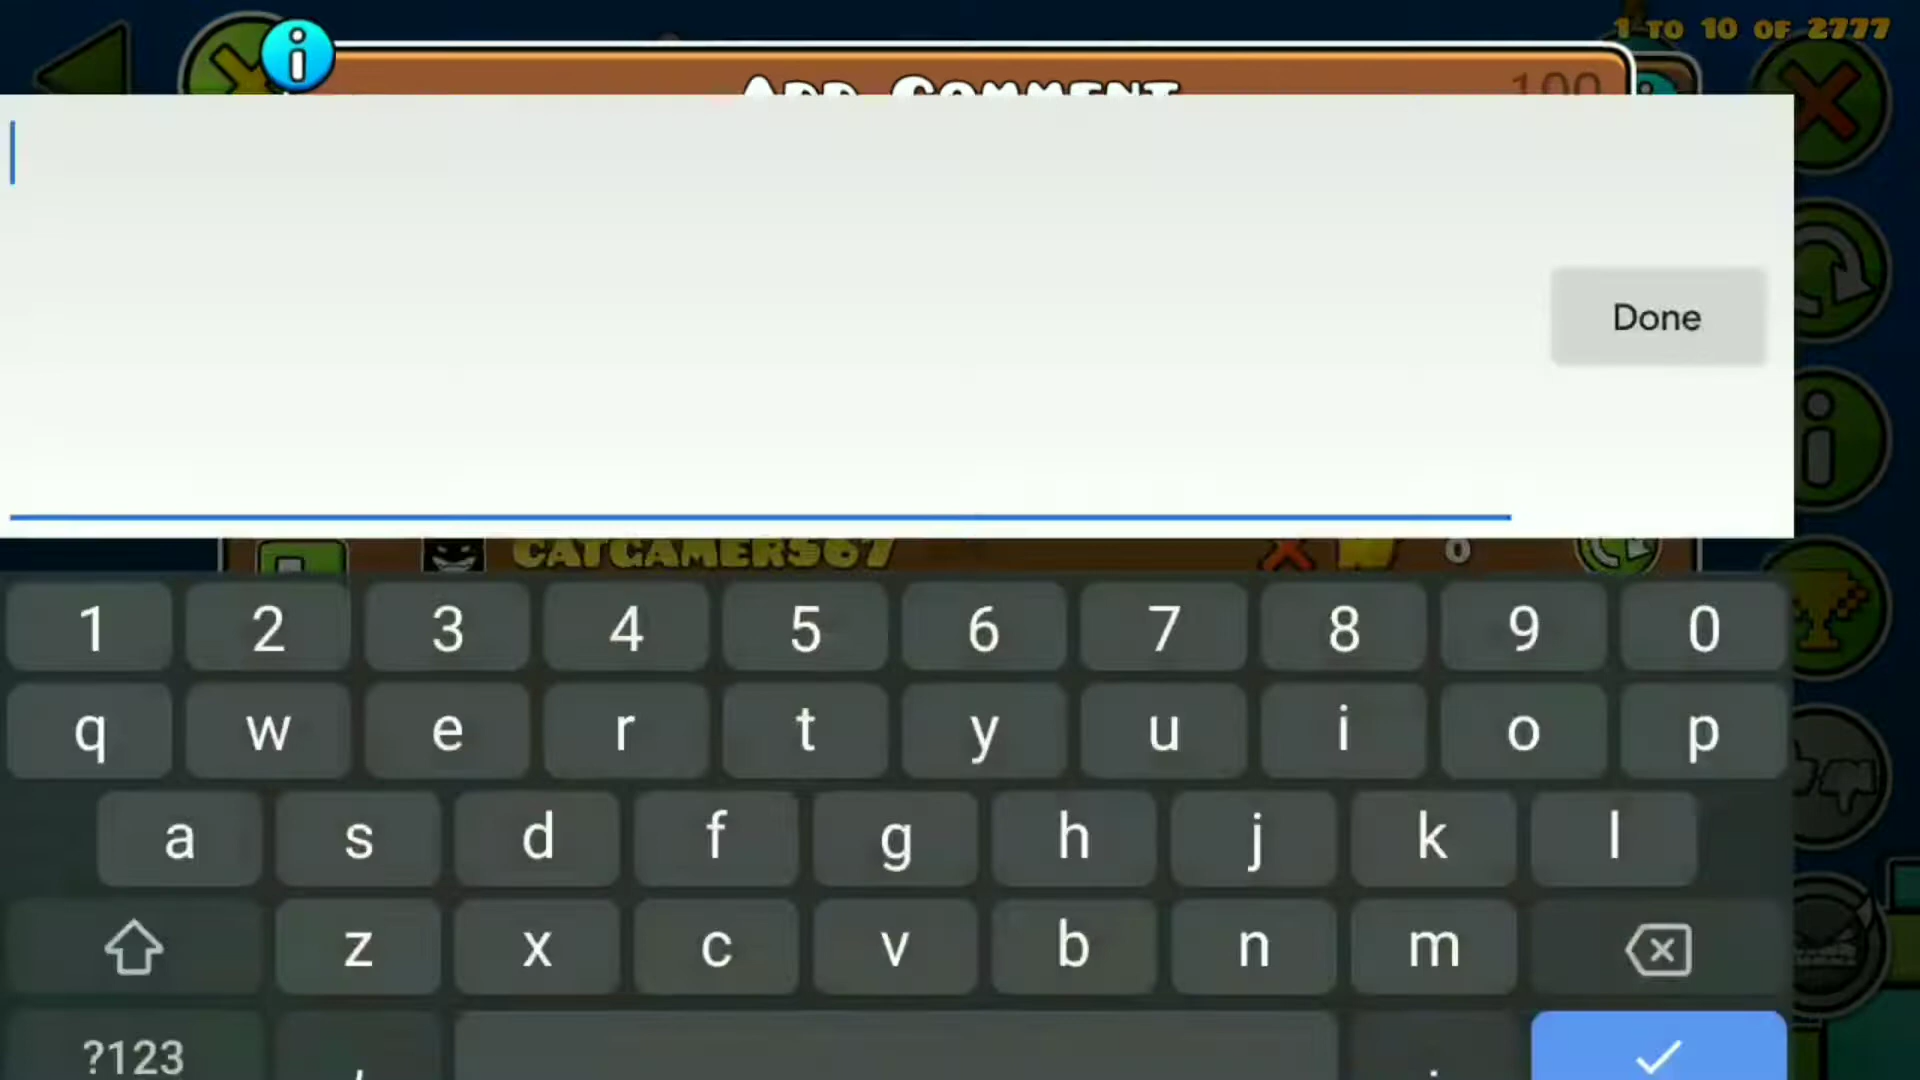 1 TO 10 OF 2777
ADD COMMENT
100
Done
CATGAMERS67
0
1 2 3 4 5 6 7 8 9 0
q w e r t y u i o p
a s d f g h j k l
z x c v b n m
?123 , .